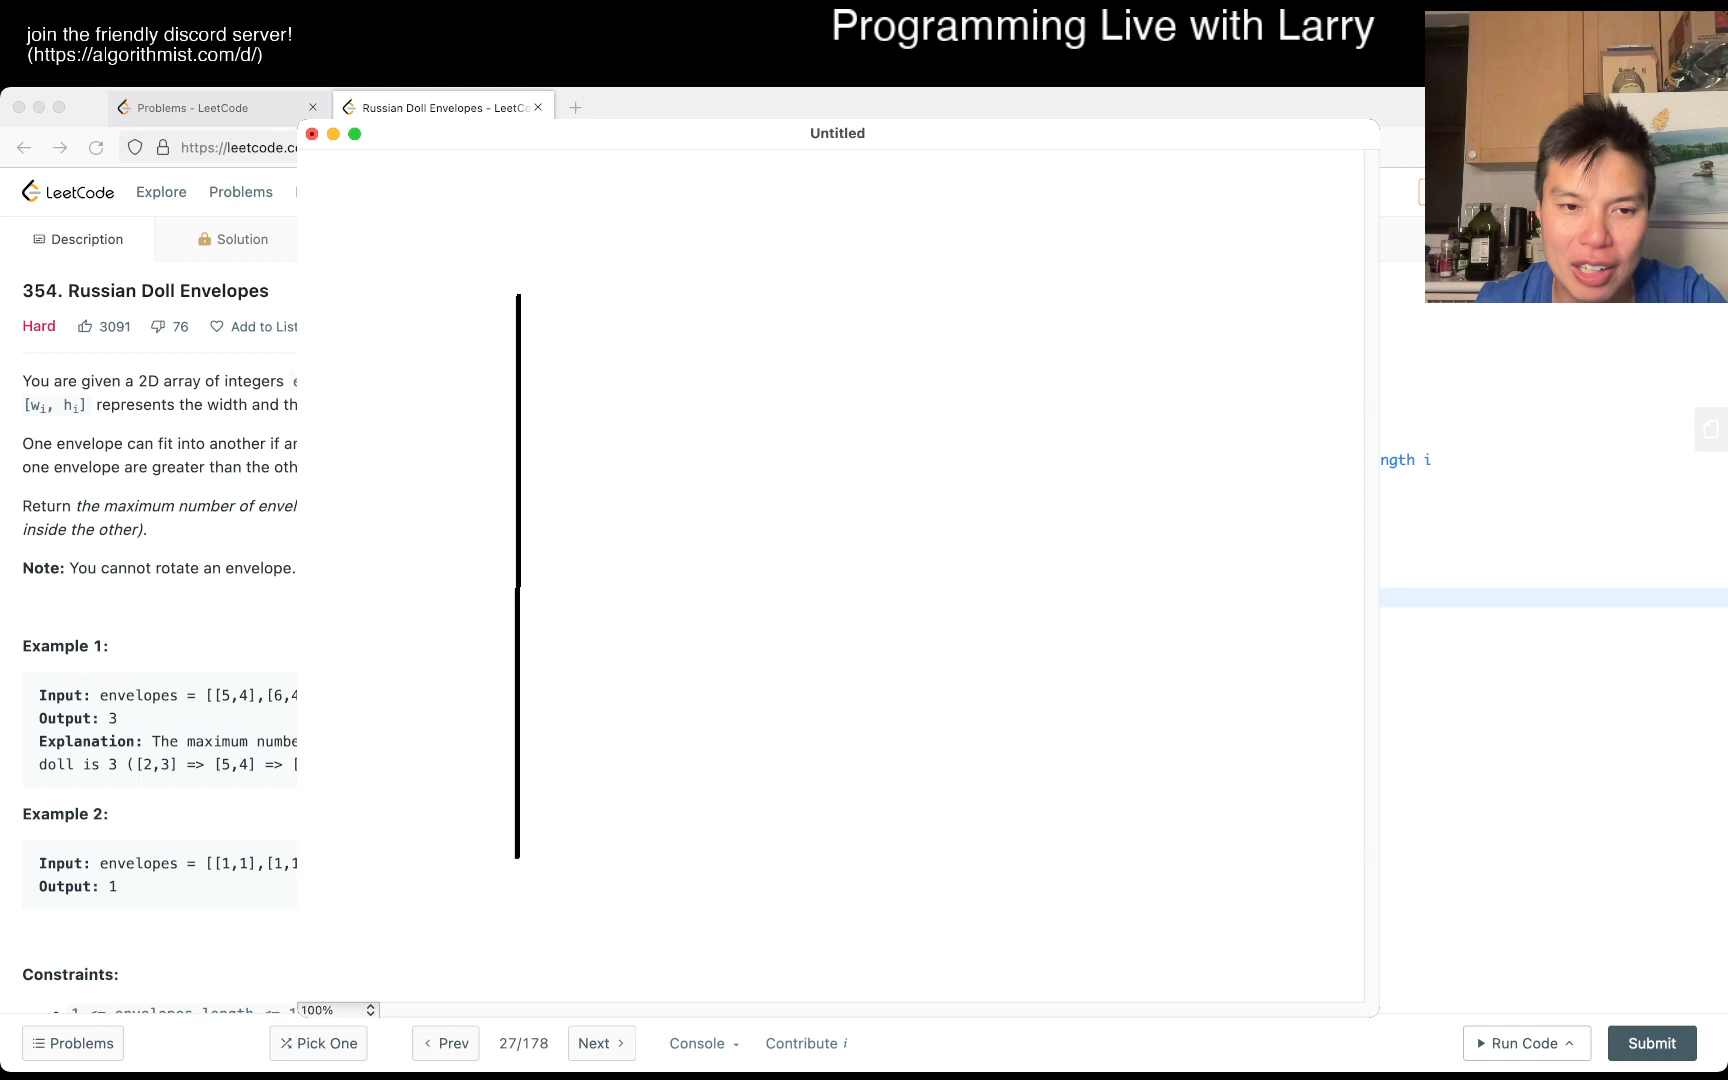 join the friendly discord server!
(https://algorithmist.com/d/)
Programming Live with Larry
Problems - LeetCode
Russian Doll Envelopes - LeetCo
Untitled
https://leetcode.co
LeetCode
Explore
Problems
Description
Solution
354. Russian Doll Envelopes
Hard
3091
76
Add to List
You are given a 2D array of integers
[wi, hi] represents the width and th
One envelope can fit into another if
one envelope are greater than the oth
Return the maximum number of envel
inside the other).
Note: You cannot rotate an envelope.
ngth i
Example 1:
Input: envelopes = [[5,4],[6,4
Output: 3
Explanation: The maximum numbe
doll is 3 ([2,3] => [5,4] => [
Example 2:
Input: envelopes = [[1,1],[1,1
Output: 1
Constraints:
1 <= envelopes.length <= 1
100%
Problems
Pick One
Prev
27/178
Next
Console
Contribute i
Run Code
Submit